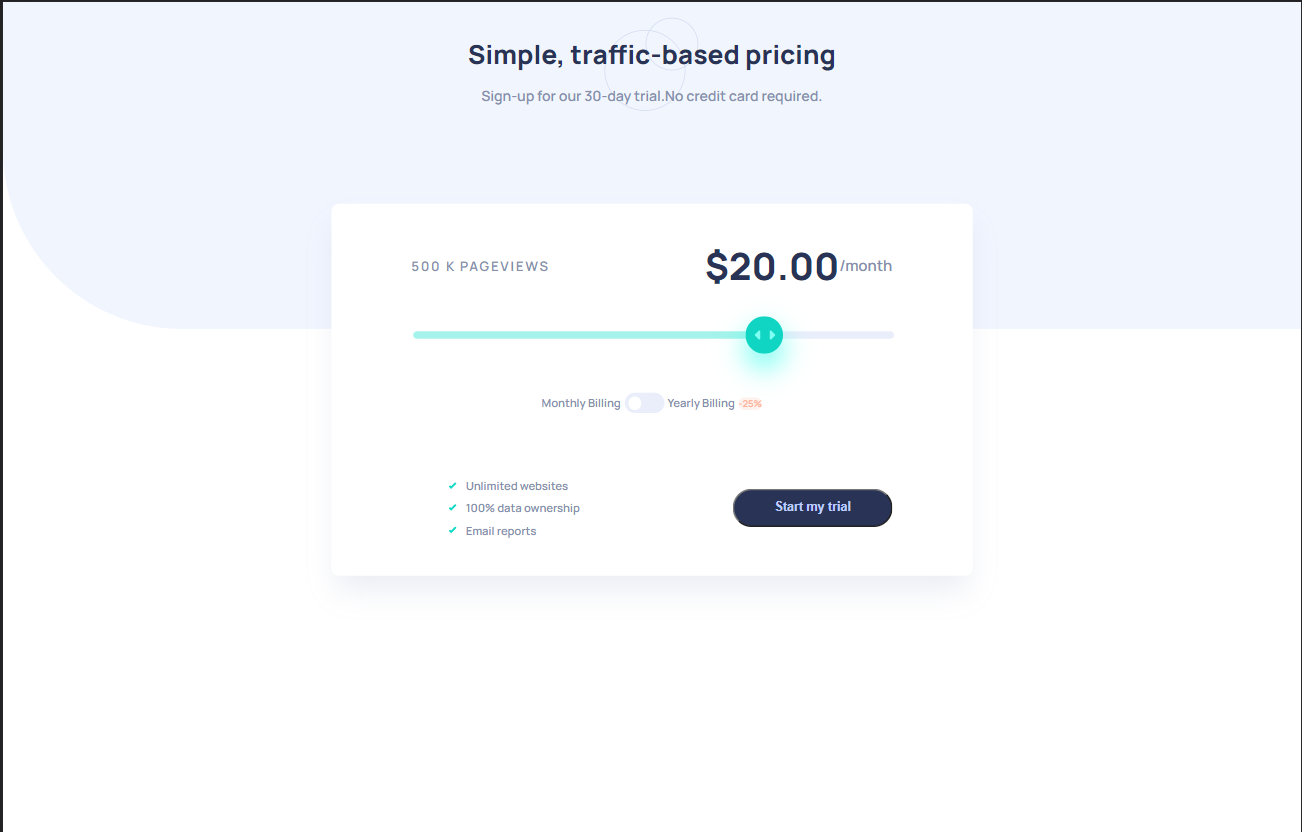 Simple, traffic-based pricing
Sign-up for our 30-day trial.No credit card required.
500 K PAGEVIEWS
$20.00/month
Monthly Billing
Yearly Billing -25%
Unlimited websites
100% data ownership
Email reports
Start my trial